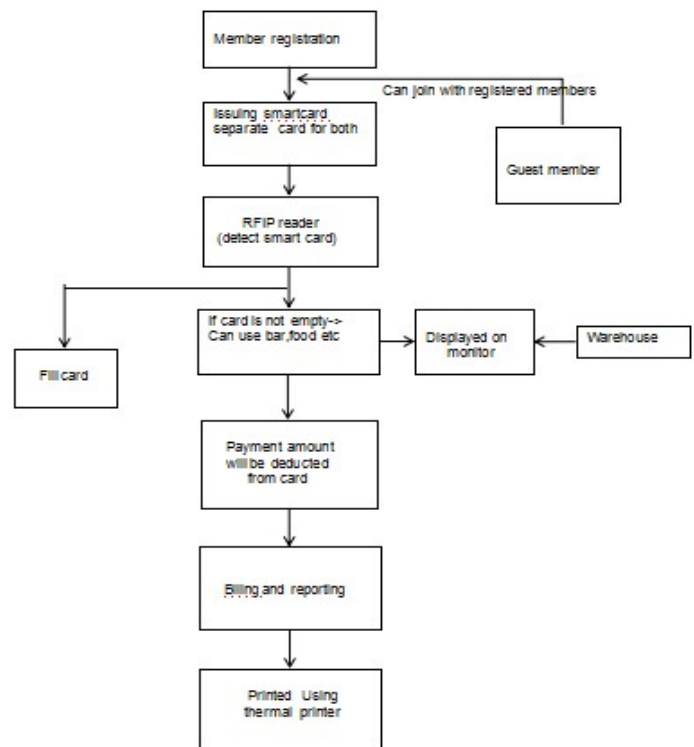 Member registration
Can join with registered members
Issuing smartcard
separate card for both
Guest member
RFIP reader
(detect smart card)
If card is not empty->
Can use bar,food etc
Displayed on
monitor
Warehouse
Fill card
Payment amount
will be deducted
from card
Billing and reporting
Printed Using
thermal printer